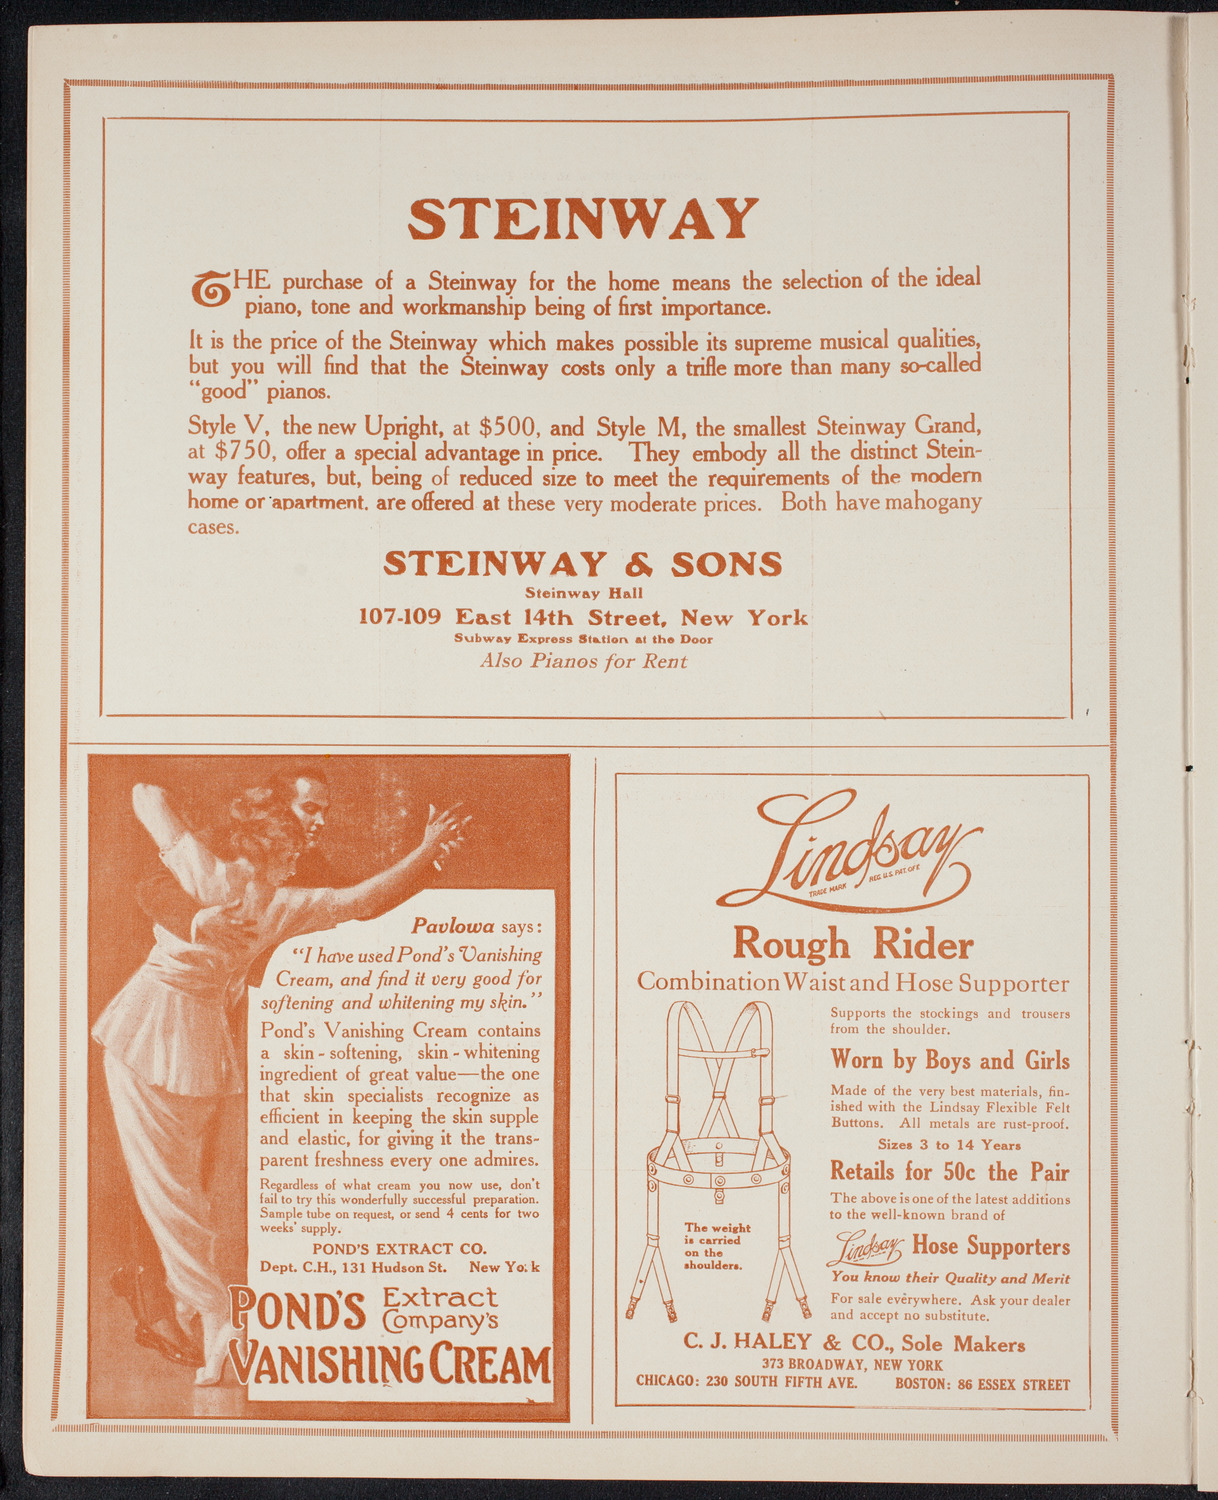 STEINWAY
THE purchase of a Steinway for the home means the selection of the ideal
piano, tone and workmanship being of first importance.
It is the price of the Steinway which makes possible its supreme musical qualities,
but you will find that the Steinway costs only a trifle more than many so-called
"good" pianos.
Style V, the new Upright, at $500, and Style M, the smallest Steinway Grand,
at $750, offer a special advantage in price. They embody all the distinct Stein-
way features, but, being of reduced size to meet the requirements of the modern
home or apartment, are offered at these very moderate prices. Both have mahogany
cases.
STEINWAY & SONS
Steinway Hall
107-109 East 14th Street, New York
Subway Express Station at the Door
Also Pianos for Rent
Pavlowa says:
"I have used Pond's Vanishing
Cream, and find it very good for
softening and whitening my skin."
Pond's Vanishing Cream contains
a skin-softening, skin-whitening
ingredient of great value—the one
that skin specialists recognize as
efficient in keeping the skin supple
and elastic, for giving it the trans-
parent freshness every one admires.
Regardless of what cream you now use, don't
fail to try this wonderfully successful preparation.
Sample tube on request, or send 4 cents for two
weeks' supply.
POND'S EXTRACT CO.
Dept. C.H., 131 Hudson St. New York
POND'S Extract Company's
VANISHING CREAM
Lindsay
TRADE MARK REG. U.S. PAT. OFF.
Rough Rider
Combination Waist and Hose Supporter
Supports the stockings and trousers
from the shoulder.
Worn by Boys and Girls
Made of the very best materials, fin-
ished with the Lindsay Flexible Felt
Buttons. All metals are rust-proof.
Sizes 3 to 14 Years
Retails for 50c the Pair
The above is one of the latest additions
to the well-known brand of
Lindsay Hose Supporters
You know their Quality and Merit
For sale everywhere. Ask your dealer
and accept no substitute.
The weight
is carried
on the
shoulders.
C. J. HALEY & CO., Sole Makers
373 BROADWAY, NEW YORK
CHICAGO: 230 SOUTH FIFTH AVE. BOSTON: 86 ESSEX STREET